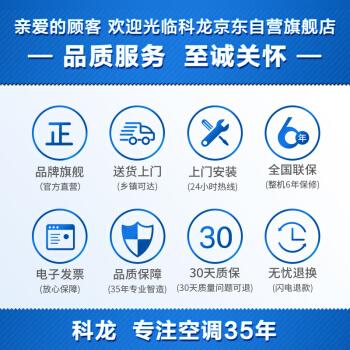 亲爱的顾客 欢迎光临科龙京东自营旗舰店
品质服务 至诚关怀
正
6年
品牌旗舰 送货上门 上门安装 全国联保
(官方直营) (乡镇可达) (24小时热线) (整机6年保修)
30
电子发票 品质保障 30天质保 无忧退换
(放心保障) (35年专业智造) (30天质量问题可退) (闪电退款)
科龙 专注空调35年